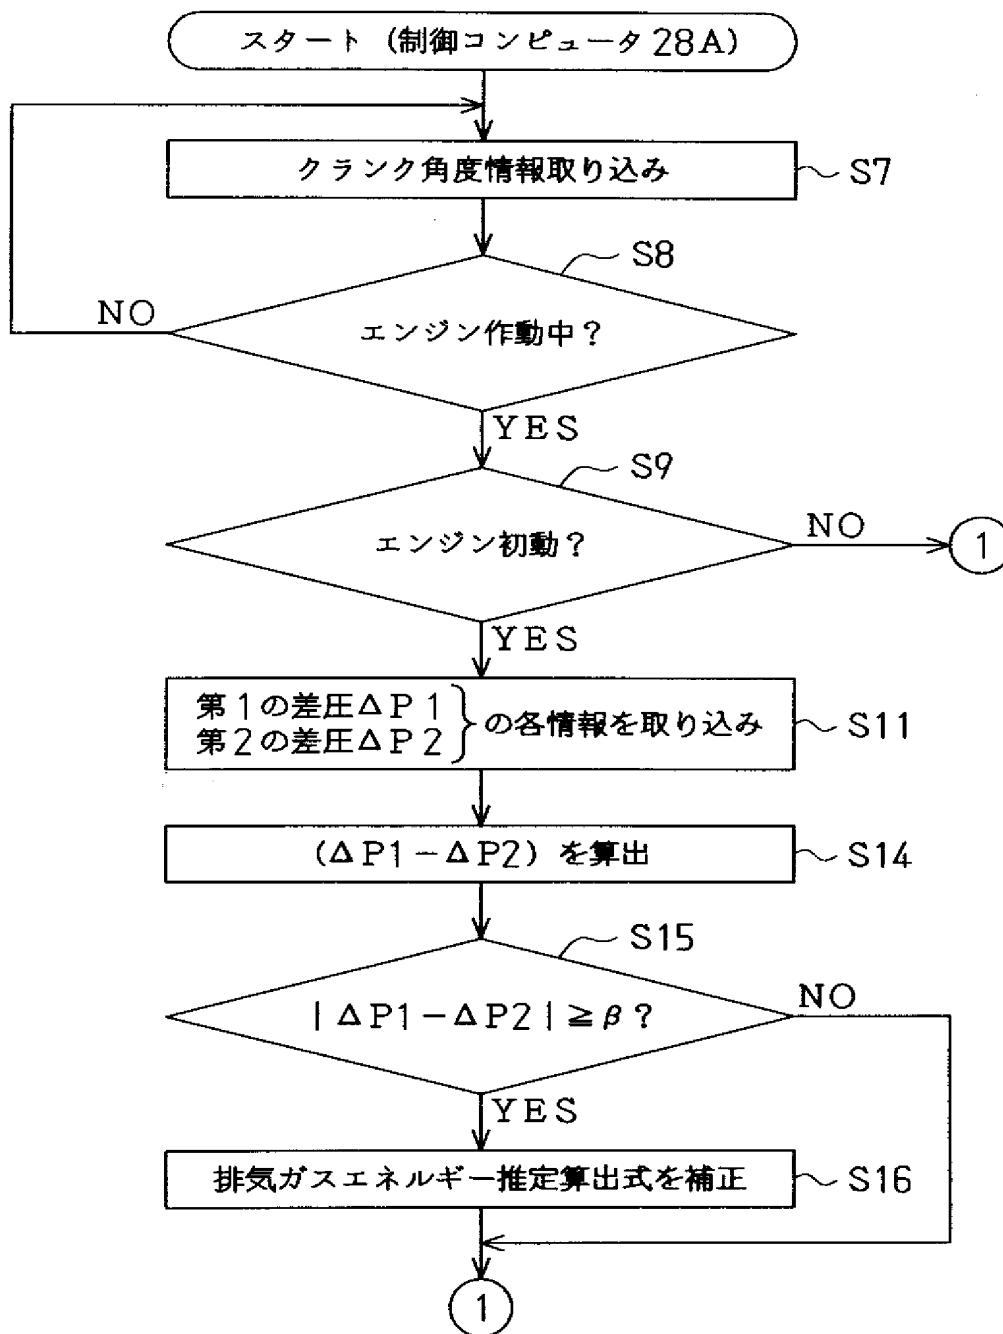 スタート (制御コンピュータ28A)
クランク角度情報取り込み
S7
S8
NO
エンジン作動中?
YES
S9
エンジン初動?
NO
1
YES
第1の差圧ΔP1
第2の差圧ΔP2
} の各情報を取り込み
S11
(ΔP1-ΔP2) を算出
S14
S15
|ΔP1-ΔP2|≧β?
NO
YES
排気ガスエネルギー推定算出式を補正
S16
1